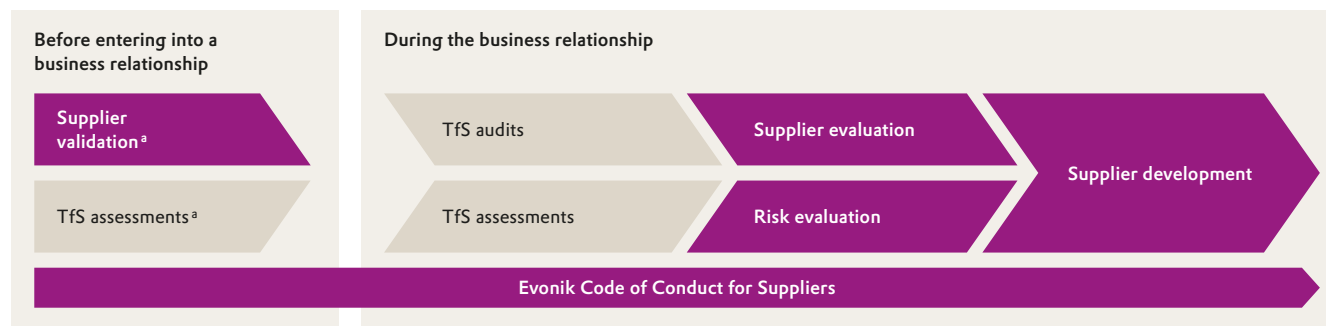 Before entering into a
business relationship
Supplier
validation a
TfS assessments a
During the business relationship
TfS audits
TfS assessments
Supplier evaluation
Risk evaluation
Supplier development
Evonik Code of Conduct for Suppliers